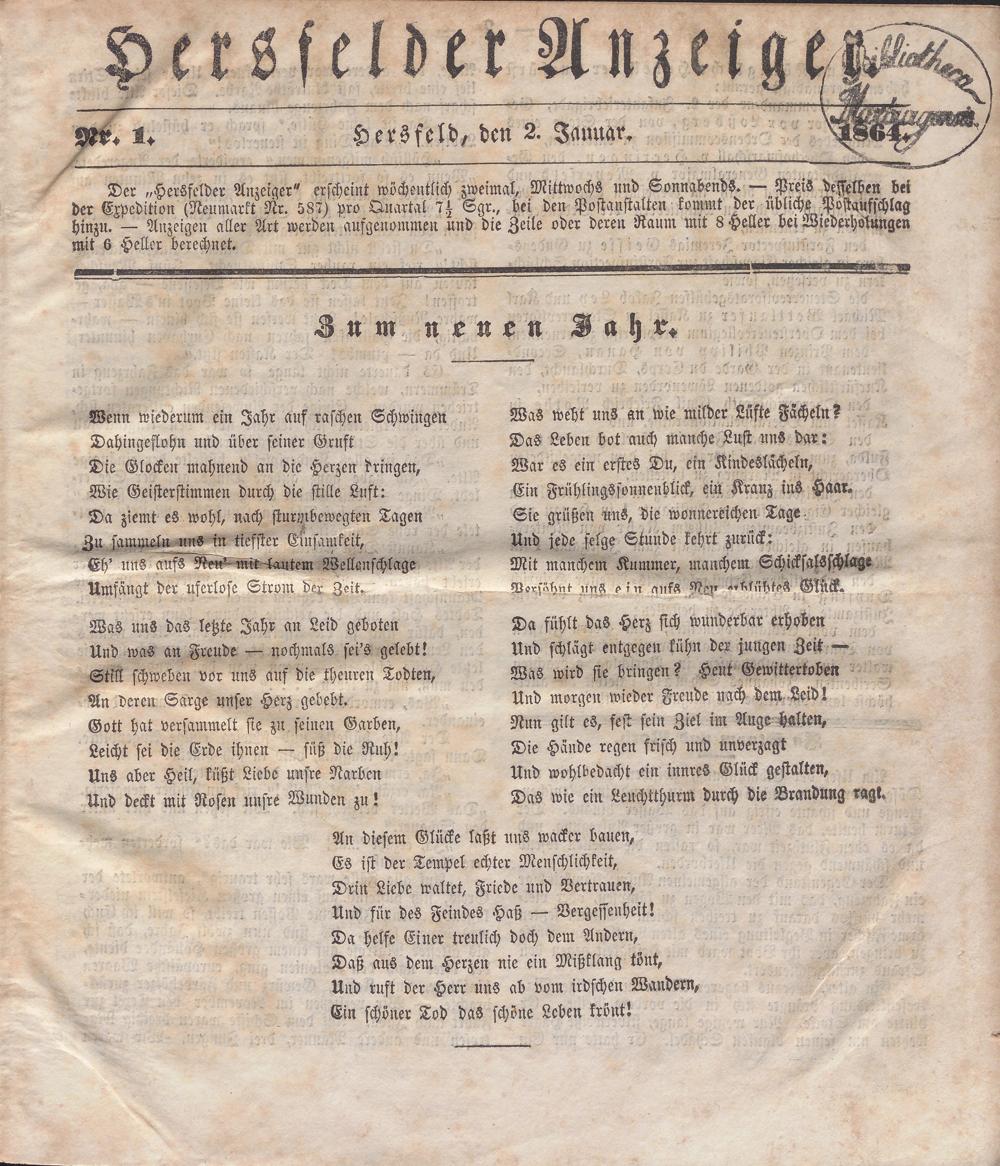 Hersfelder Anzeiger.
Bibliotheca
Nr. 1.
Hersfeld, den 2. Januar.
1864.
Der „Hersfelder Anzeiger“ erscheint wöchentlich zweimal, Mittwochs und Sonnabends. — Preis desselben bei
der Expedition (Neumarkt Nr. 587) pro Quartal 7½ Sgr., bei den Postanstalten kommt der übliche Postaufschlag
hinzu. — Anzeigen aller Art werden aufgenommen und die Zeile oder deren Raum mit 8 Heller bei Wiederholungen
mit 6 Heller berechnet.
Zum neuen Jahr.
Wenn wiederum ein Jahr auf raschen Schwingen
Dahingeflohn und über seiner Gruft
Die Glocken mahnend an die Herzen dringen,
Wie Geisterstimmen durch die stille Luft:
Da ziemt es wohl, nach sturmbewegten Tagen
Zu sammeln uns in tiefster Einsamkeit,
Eh' uns aufs Neu' mit lautem Wellenschlage
Umfängt der uferlose Strom der Zeit.
Was uns das letzte Jahr an Leid geboten
Und was an Freude — nochmals sei's gelebt!
Still schweben vor uns auf die theuren Todten,
An deren Sarge unser Herz gebebt.
Gott hat versammelt sie zu seinen Garben,
Leicht sei die Erde ihnen — süß die Ruh!
Uns aber Heil, küßt Liebe unsre Narben
Und deckt mit Rosen unsre Wunden zu!
Was weht uns an wie milder Lüfte Fächeln?
Das Leben bot auch manche Lust uns dar:
War es ein erstes Du, ein Kindeslächeln,
Ein Frühlingssonnenblick, ein Kranz ins Haar.
Sie grüßen uns, die wonnereichen Tage
Und jede selge Stunde kehrt zurück:
Mit manchem Kummer, manchem Schicksalsschlage
Versöhnt uns ein aufs Neu erblühtes Glück.
Da fühlt das Herz sich wunderbar erhoben
Und schlägt entgegen kühn der jungen Zeit —
Was wird sie bringen? Heut Gewittertoben
Und morgen wieder Freude nach dem Leid!
Nun gilt es, fest sein Ziel im Auge halten,
Die Hände regen frisch und unverzagt
Und wohlbedacht ein innres Glück gestalten,
Das wie ein Leuchtthurm durch die Brandung ragt.
An diesem Glücke laßt uns wacker bauen,
Es ist der Tempel echter Menschlichkeit,
Drin Liebe waltet, Friede und Vertrauen,
Und für des Feindes Haß — Vergessenheit!
Da helfe Einer treulich doch dem Andern,
Daß aus dem Herzen nie ein Mißklang tönt,
Und ruft der Herr uns ab vom irdschen Wandern,
Ein schöner Tod das schöne Leben krönt!